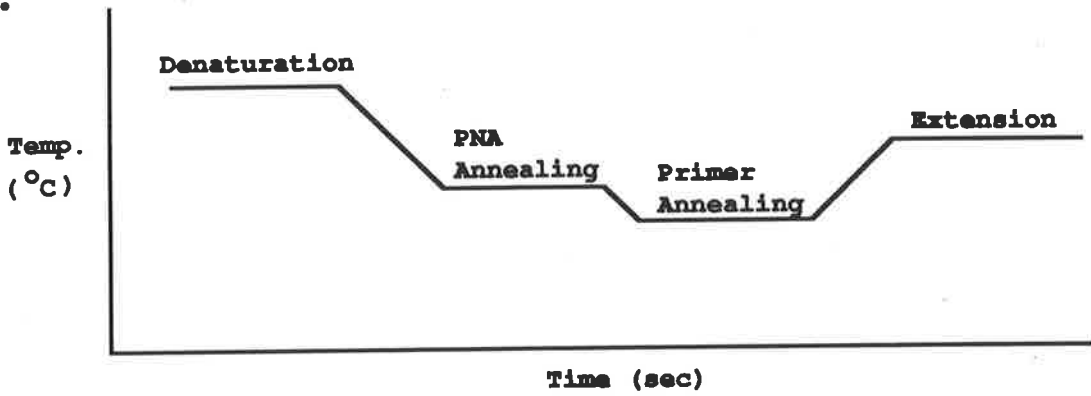 Denaturation
Extension
PNA
Annealing
Primer
Annealing
Temp.
(°C)
Time (sec)